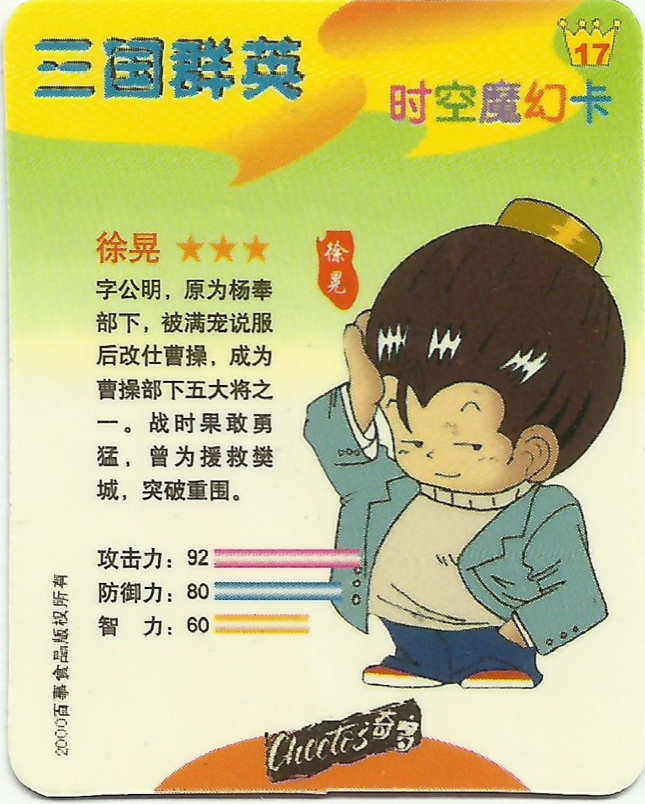 三国群英
17
时空魔幻卡
徐晃 ★★★
徐晃
字公明，原为杨奉
部下，被满宠说服
后改仕曹操，成为
曹操部下五大将之
一。战时果敢勇
猛，曾为援救樊
城，突破重围。
攻击力：92
防御力：80
智 力：60
2000百事食品版权所有
Cheetos奇多